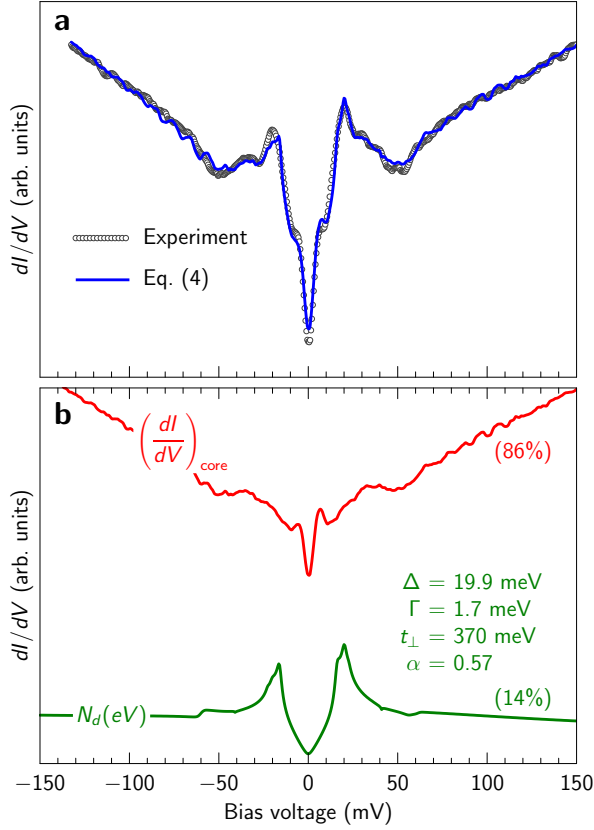 a
dI/dV (arb. units)
Experiment
Eq. (4)
b
(dI/dV)core
(86%)
dI/dV (arb. units)
Δ = 19.9 meV
Γ = 1.7 meV
t⊥ = 370 meV
α = 0.57
(14%)
Nd(eV)
−150 −100 −50 0 50 100 150
Bias voltage (mV)